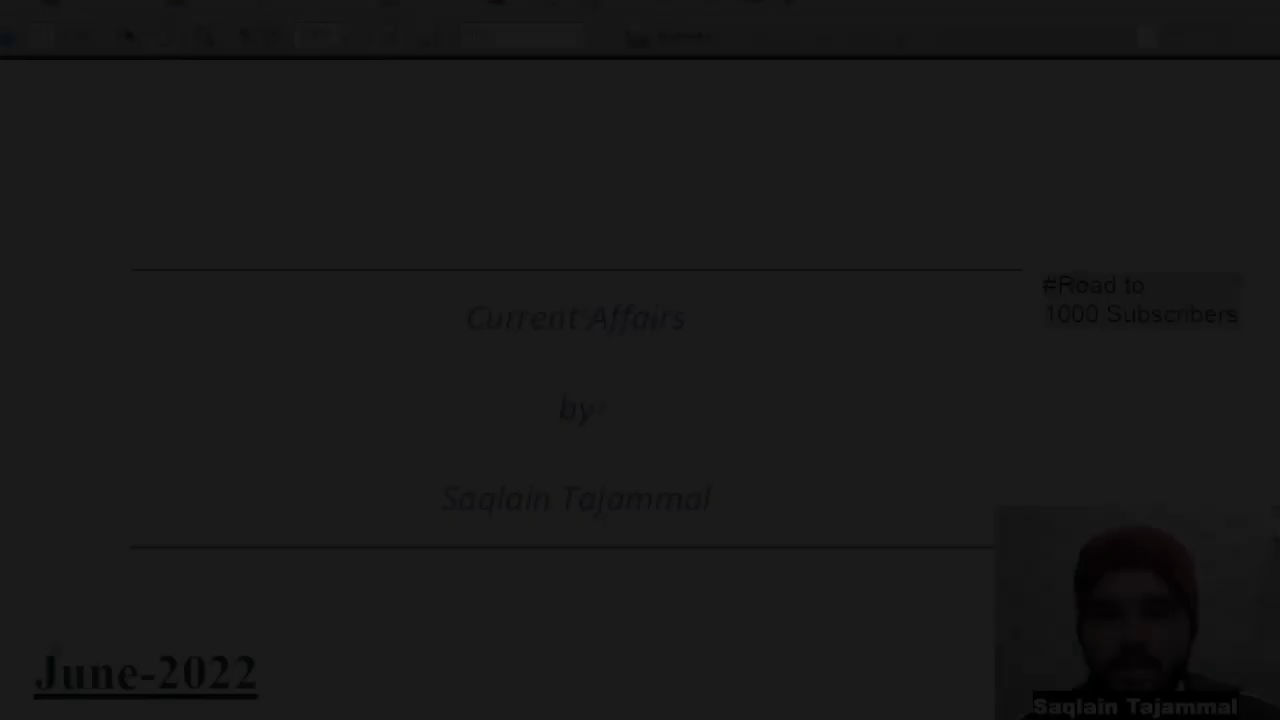 #Road to
1000 Subscribers
Current Affairs
by
Saqlain Tajammal
June-2022
Saqlain Tajammal